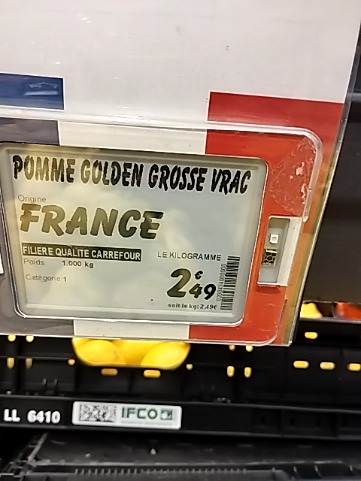 POMME GOLDEN GROSSE VRAC
Origine
FRANCE
FILIERE QUALITE CARREFOUR
LE KILOGRAMME
Poids 1.000 kg
2€49
Catégorie 1
soit le kg: 2.49€
LL 6410
IFCO